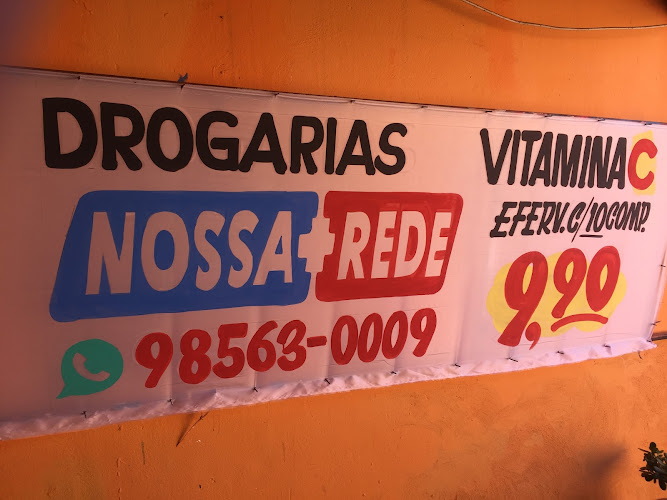 DROGARIAS
NOSSA REDE
98563-0009
VITAMINA C
EFERV. C/10 COMP.
9,90